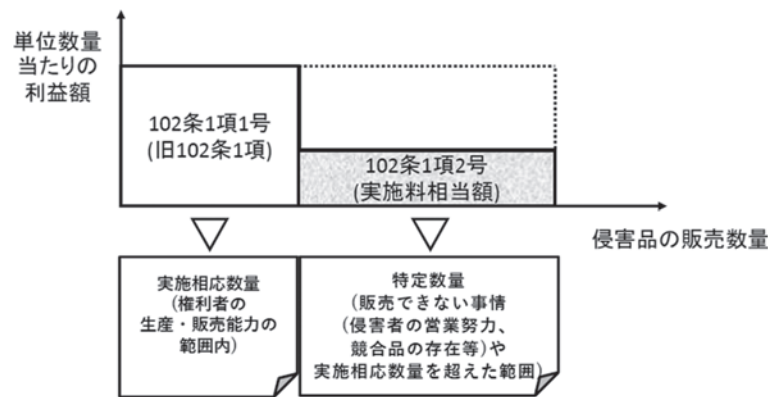 単位数量
当たりの
利益額
102条1項1号
(旧102条1項)
102条1項2号
(実施料相当額)
侵害品の販売数量
実施相応数量
(権利者の
生産・販売能力の
範囲内)
特定数量
(販売できない事情
(侵害者の営業努力、
競合品の存在等)や
実施相応数量を超えた範囲)